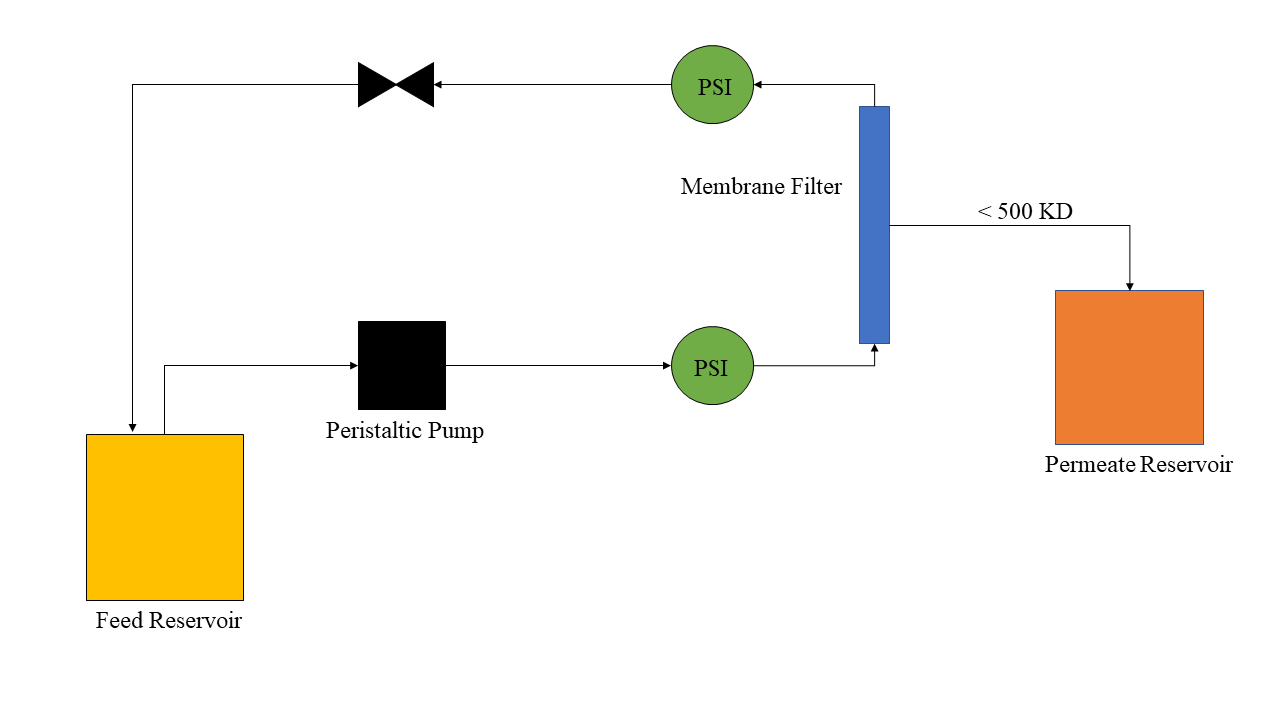 PSI
Membrane Filter
< 500 KD
PSI
Peristaltic Pump
Permeate Reservoir
Feed Reservoir